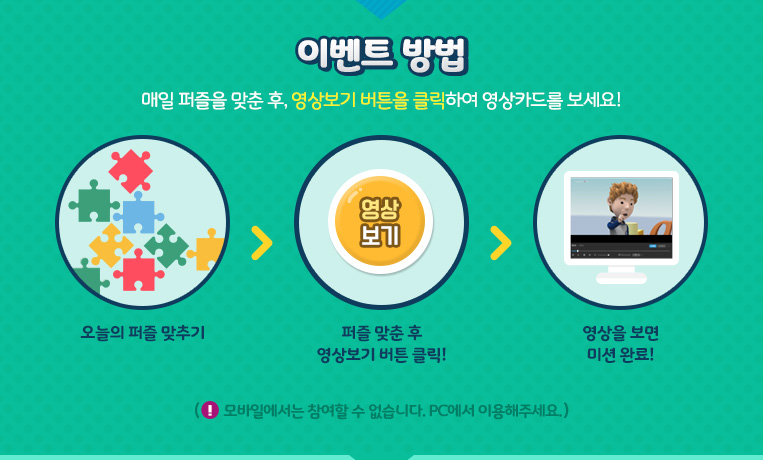 이벤트 방법
매일 퍼즐을 맞춘 후, 영상보기 버튼을 클릭하여 영상카드를 보세요!
영상
보기
오늘의 퍼즐 맞추기
퍼즐 맞춘 후
영상보기 버튼 클릭!
영상을 보면
미션 완료!
(! 모바일에서는 참여할 수 없습니다. PC에서 이용해주세요.)